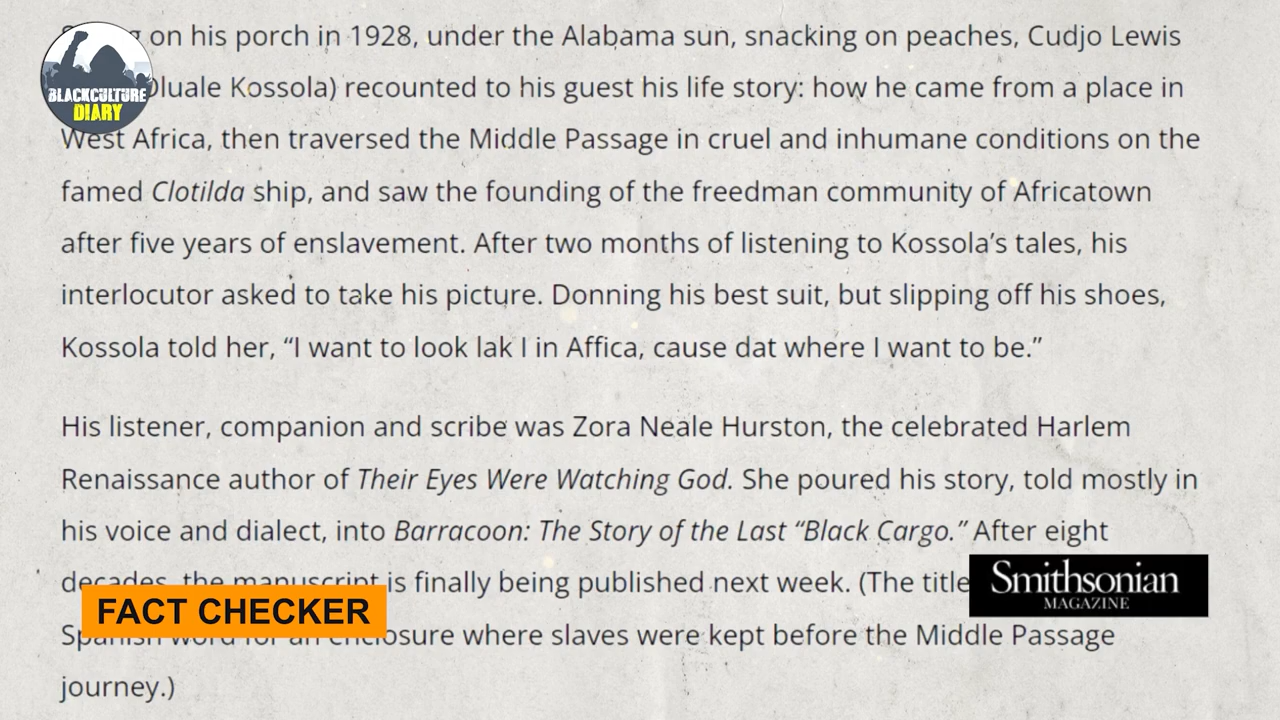 on his porch in 1928, under the Alabama sun, snacking on peaches, Cudjo Lewis
BLACKCULTURE
DIARY
Oluale Kossola) recounted to his guest his life story: how he came from a place in
West Africa, then traversed the Middle Passage in cruel and inhumane conditions on the
famed Clotilda ship, and saw the founding of the freedman community of Africatown
after five years of enslavement. After two months of listening to Kossola’s tales, his
interlocutor asked to take his picture. Donning his best suit, but slipping off his shoes,
Kossola told her, “I want to look lak I in Affica, cause dat where I want to be.”
His listener, companion and scribe was Zora Neale Hurston, the celebrated Harlem
Renaissance author of Their Eyes Were Watching God. She poured his story, told mostly in
his voice and dialect, into Barracoon: The Story of the Last “Black Cargo.” After eight
decades, the manuscript is finally being published next week. (The title
Smithsonian
MAGAZINE
FACT CHECKER
Spanish word for an enclosure where slaves were kept before the Middle Passage
journey.)